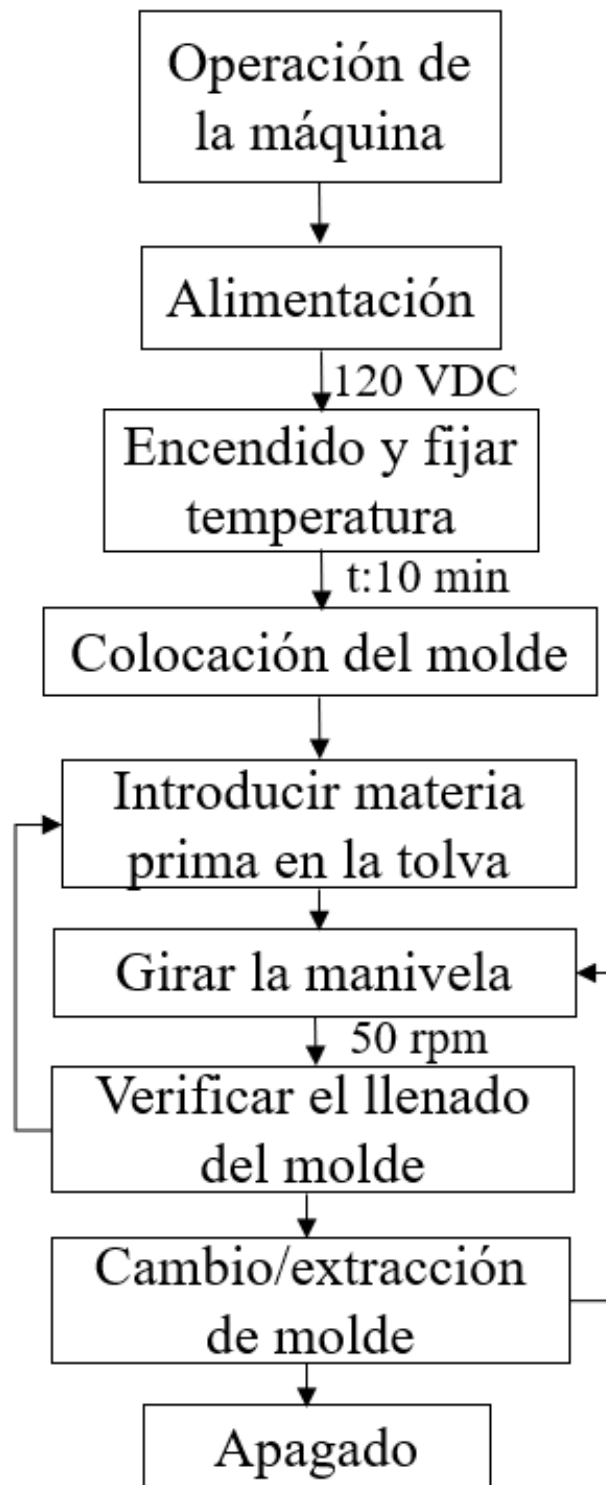 Operación de
la máquina
Alimentación
120 VDC
Encendido y fijar
temperatura
t:10 min
Colocación del molde
Introducir materia
prima en la tolva
Girar la manivela
50 rpm
Verificar el llenado
del molde
Cambio/extracción
de molde
Apagado